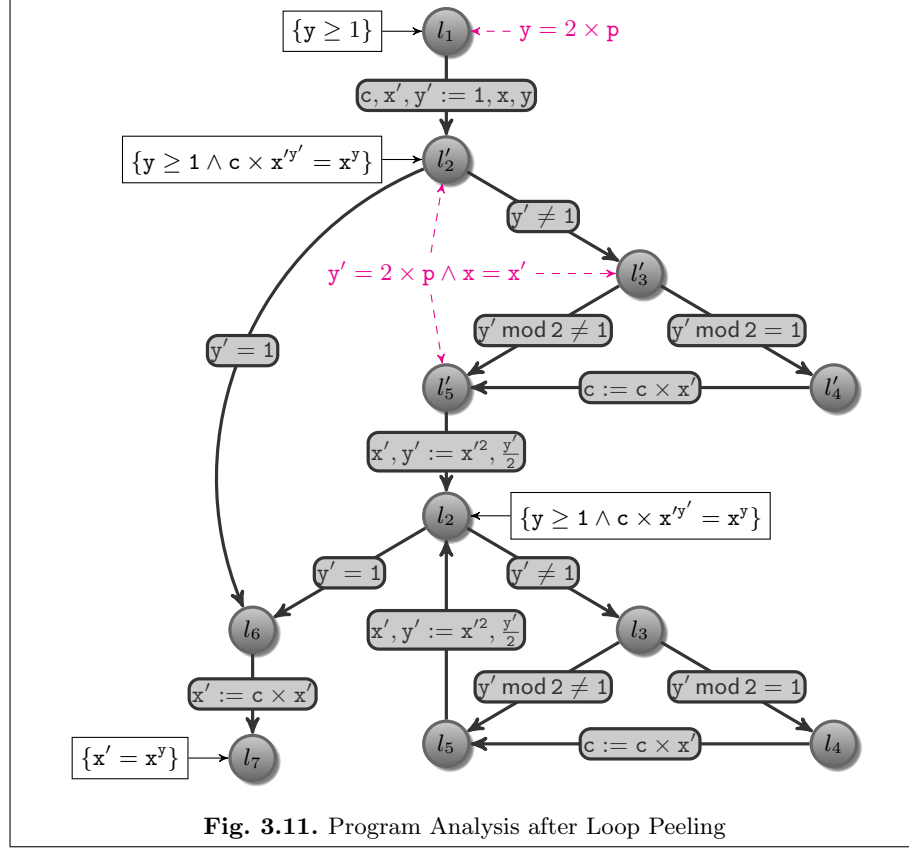 {y ≥ 1}
l₁
y = 2 × p
c, x′, y′ := 1, x, y
{y ≥ 1 ∧ c × x′^y′ = x^y}
l′₂
y′ ≠ 1
y′ = 2 × p ∧ x = x′
l′₃
y′ = 1
y′ mod 2 ≠ 1
y′ mod 2 = 1
l′₅
c := c × x′
l′₄
x′, y′ := x′², y′/2
l₂
{y ≥ 1 ∧ c × x′^y′ = x^y}
y′ = 1
y′ ≠ 1
l₆
x′, y′ := x′², y′/2
l₃
x′ := c × x′
y′ mod 2 ≠ 1
y′ mod 2 = 1
{x′ = x^y}
l₇
l₅
c := c × x′
l₄
Fig. 3.11. Program Analysis after Loop Peeling